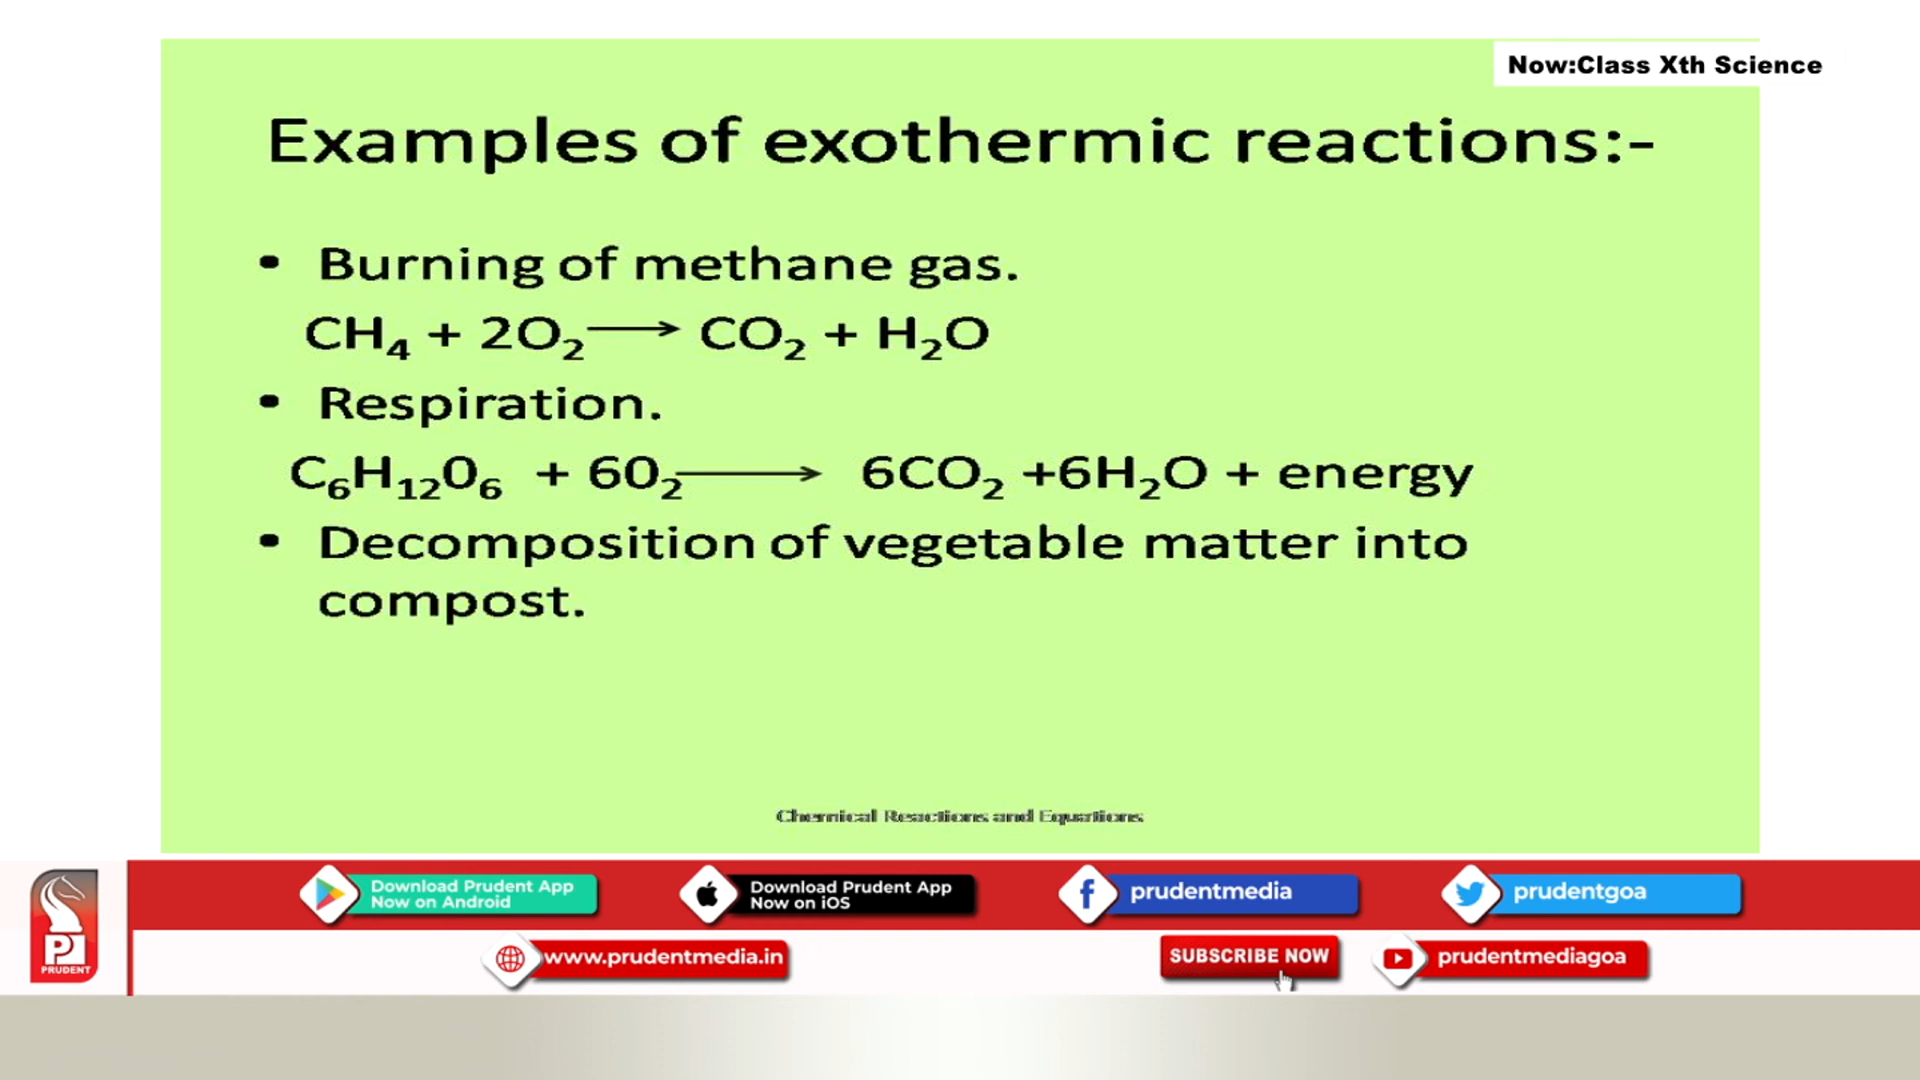 Now:Class Xth Science
Examples of exothermic reactions:-
• Burning of methane gas.
CH₄ + 2O₂ ⟶ CO₂ + H₂O
• Respiration.
C₆H₁₂0₆ + 60₂ ⟶ 6CO₂ +6H₂O + energy
• Decomposition of vegetable matter into
compost.
Chemical Reactions and Equations
Download Prudent App
Now on Android
Download Prudent App
Now on iOS
prudentmedia
prudentgoa
PRUDENT
www.prudentmedia.in
SUBSCRIBE NOW
prudentmediagoa